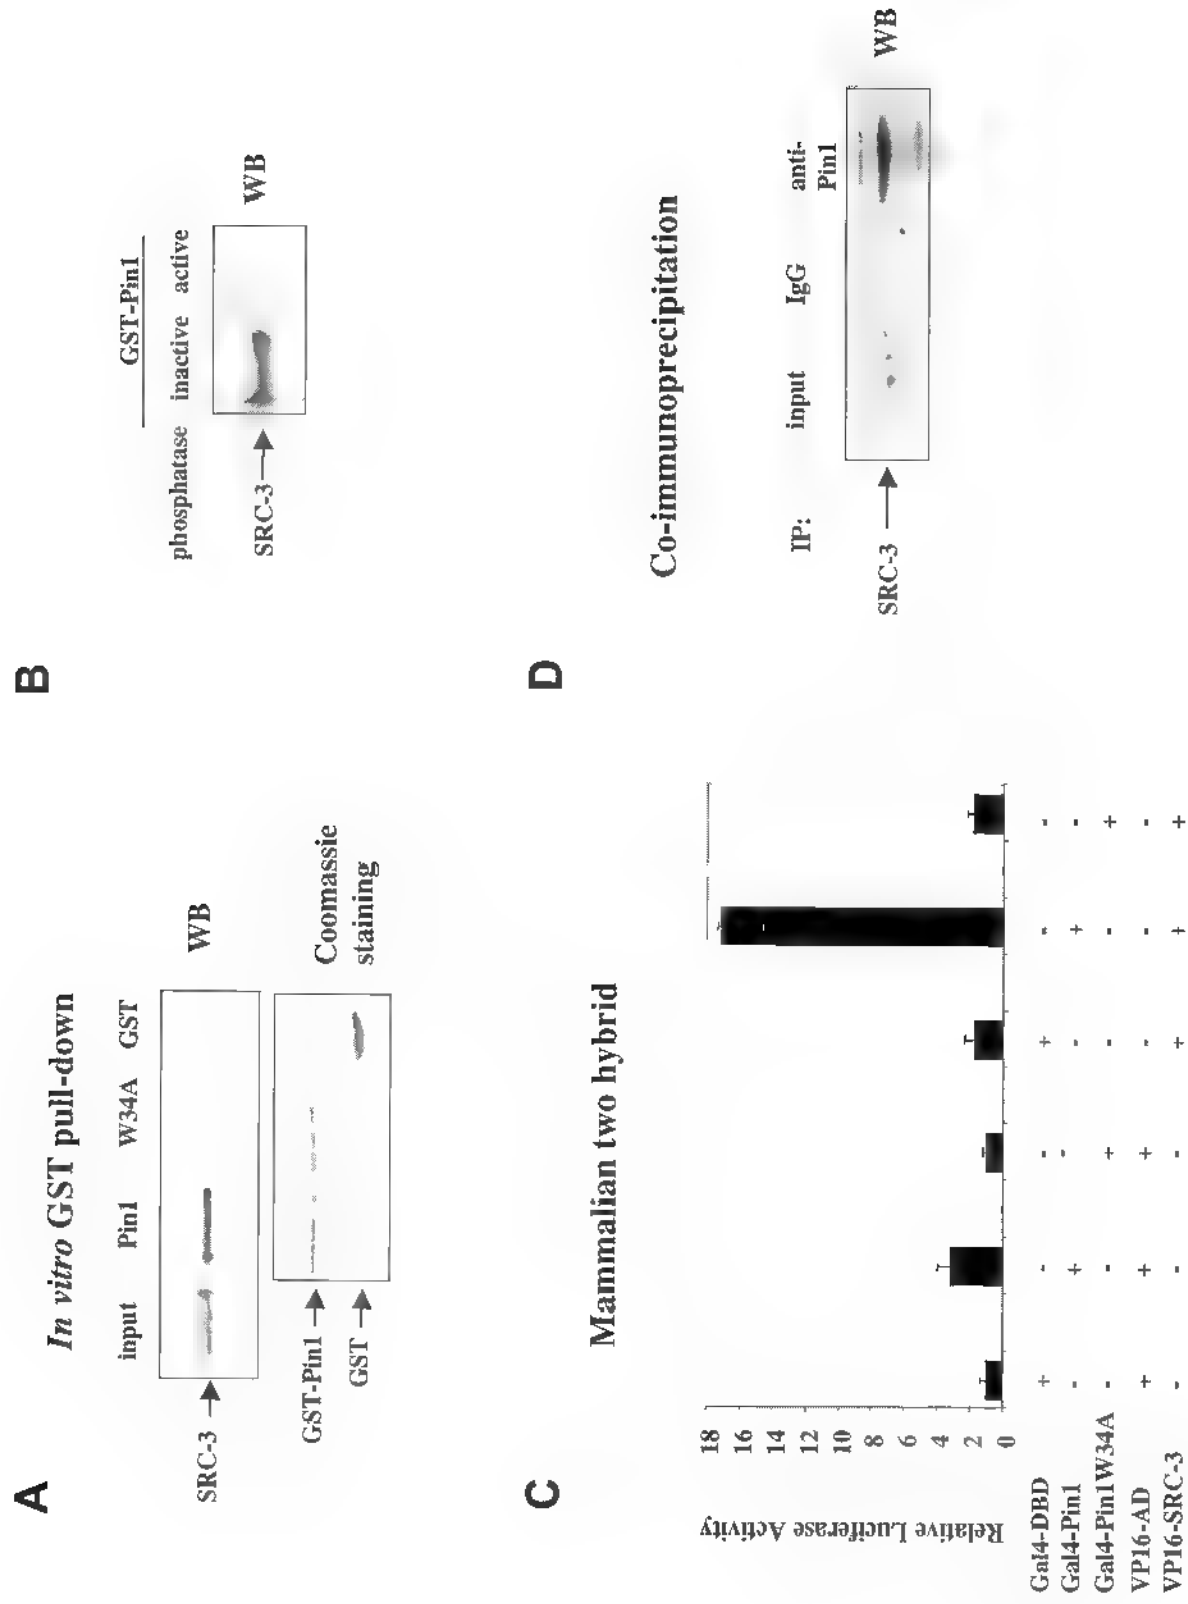 A
In vitro GST pull-down
input Pin1 W34A GST
SRC-3 WB
GST-Pin1 Coomassie
GST staining
B
GST-Pin1
phosphatase inactive active
SRC-3 WB
C
Mammalian two hybrid
Relative Luciferase Activity
18
16
14
12
10
8
6
4
2
0
Gal4-DBD + - - + - -
Gal4-Pin1 - + - - + -
Gal4-Pin1W34A - - + - - +
VP16-AD + + + - - -
VP16-SRC-3 - - - + + +
D
Co-immunoprecipitation
IP: input IgG anti-
Pin1
SRC-3 WB